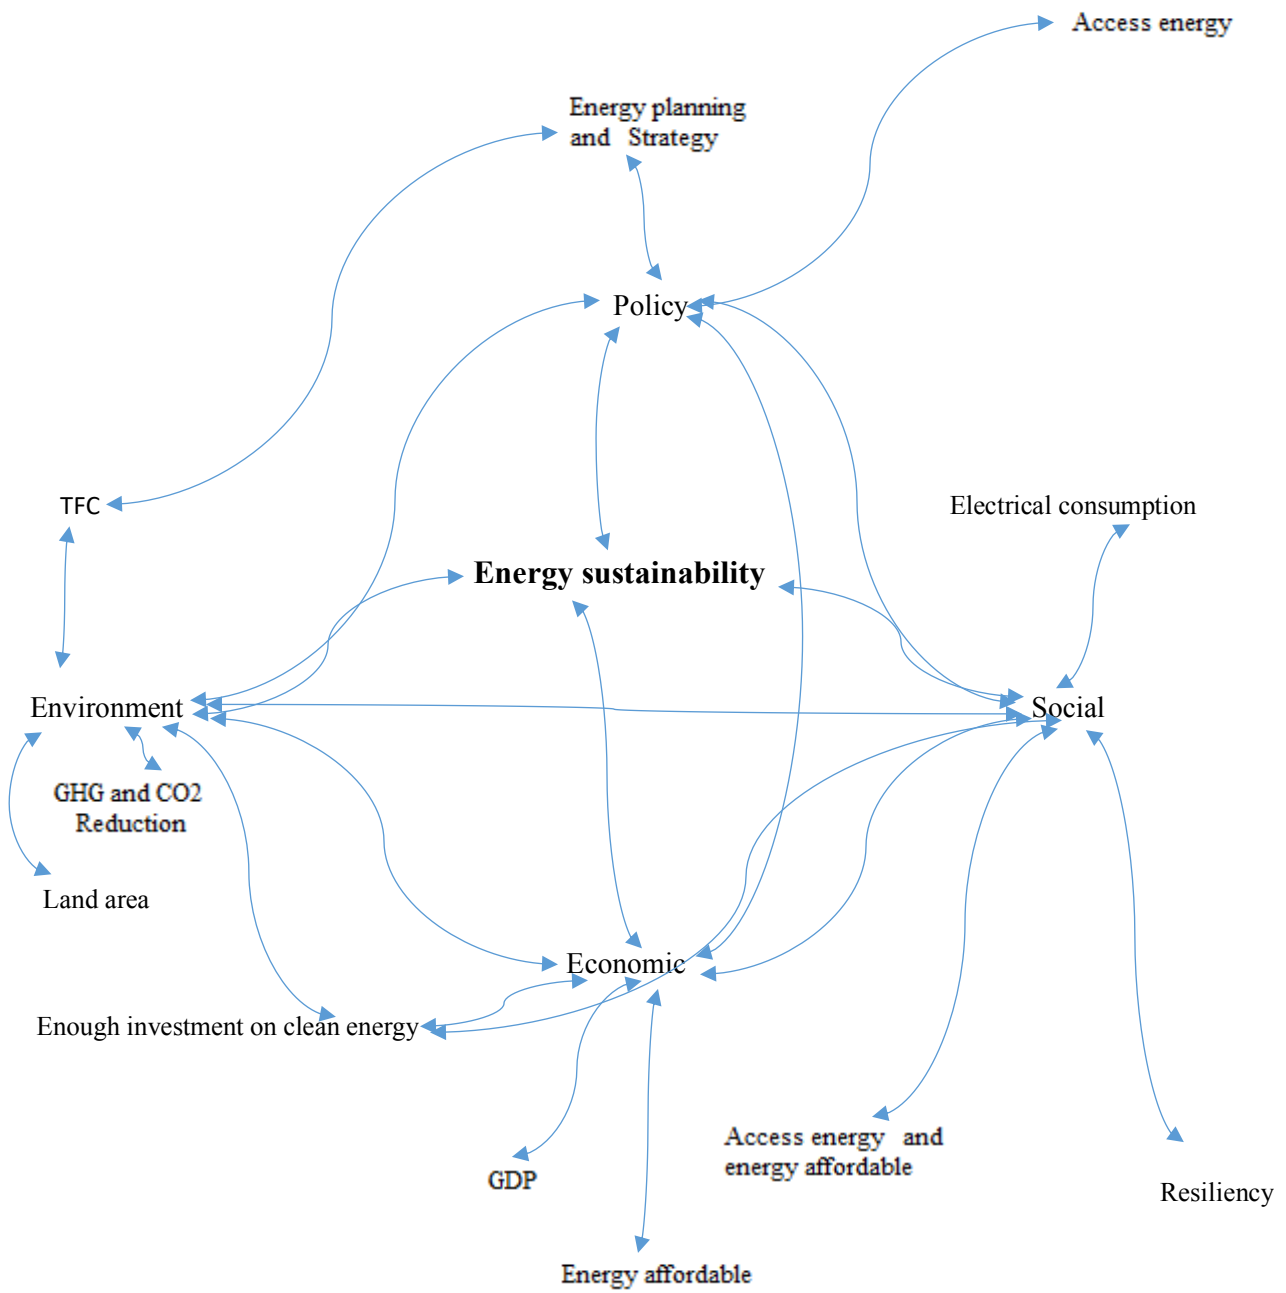 Access energy
Energy planning
and Strategy
Policy
TFC
Electrical consumption
Energy sustainability
Environment
Social
GHG and CO2
Reduction
Land area
Economic
Enough investment on clean energy
Access energy and
energy affordable
GDP
Resiliency
Energy affordable